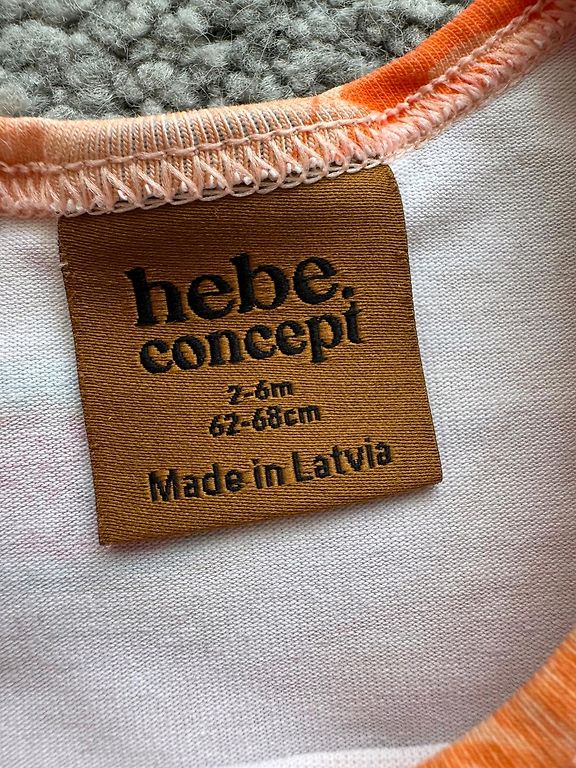 hebe.
concept
2-6m
62-68cm
Made in Latvia